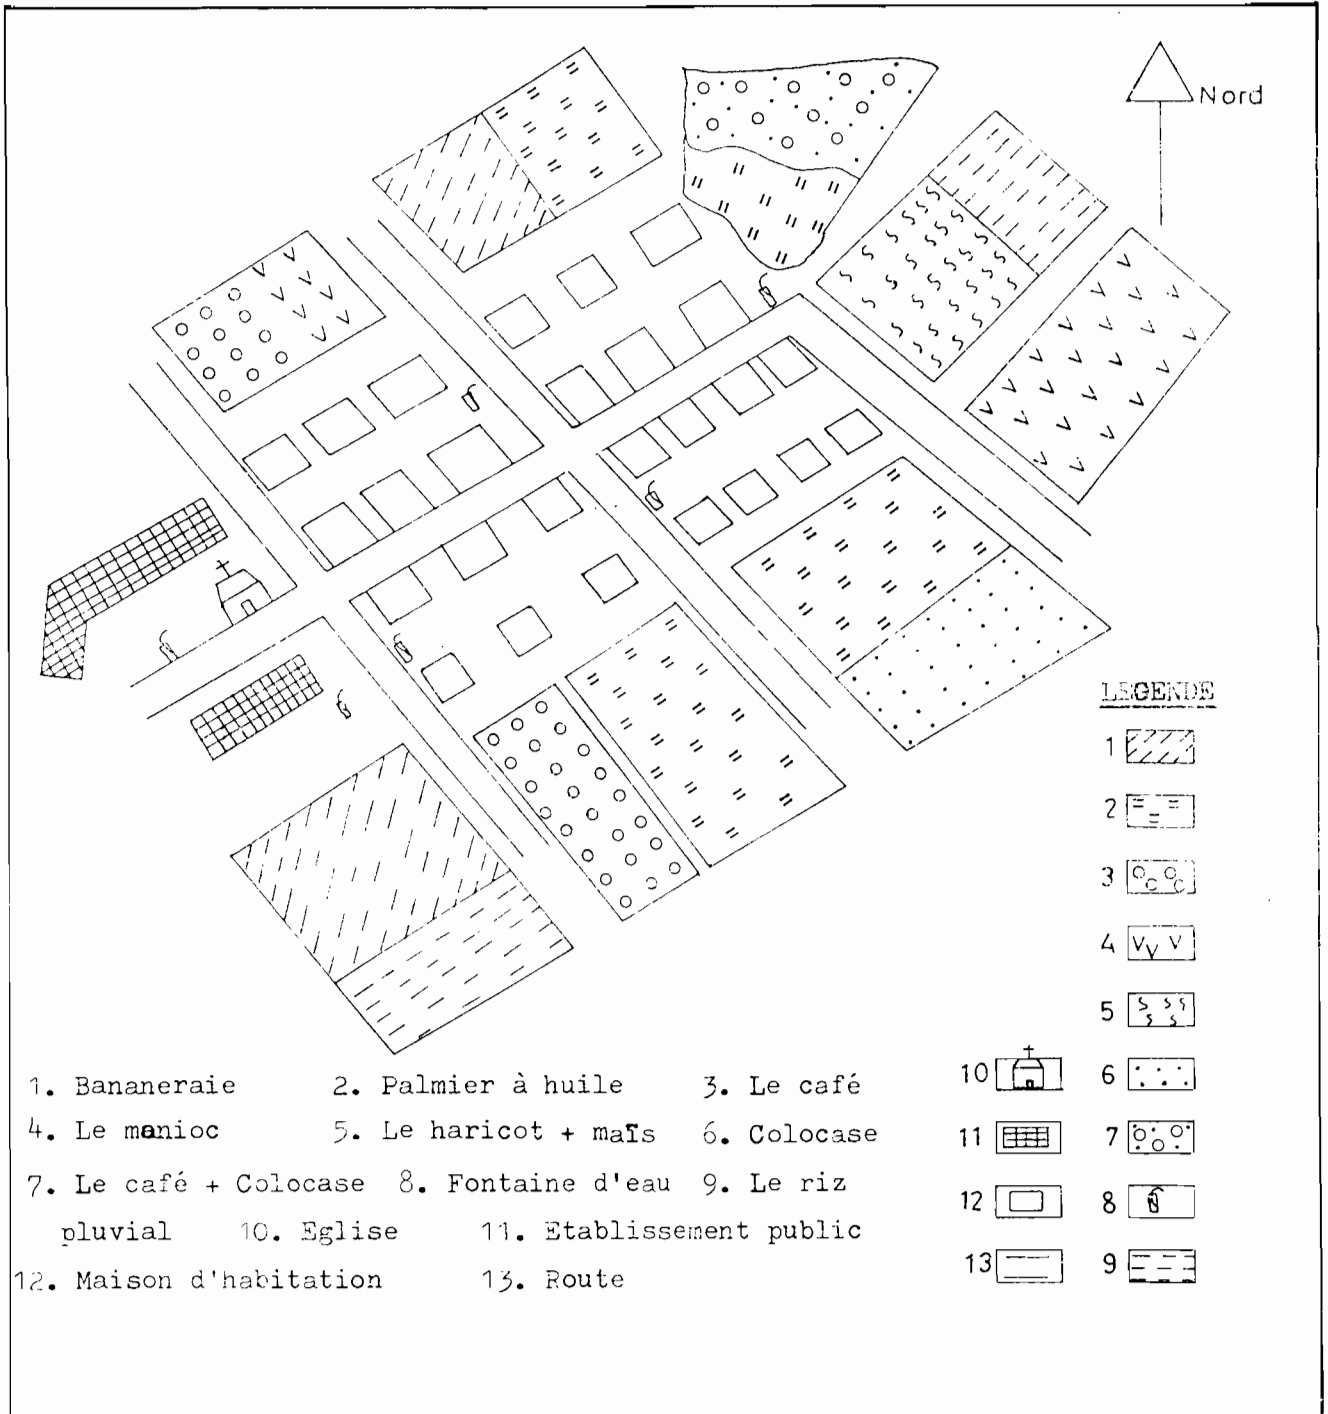 Nord
LEGENDE
1
2
3
4
5
10 6
11 7
12 8
13 9
1. Bananeraie 2. Palmier à huile 3. Le café
4. Le manioc 5. Le haricot + maïs 6. Colocase
7. Le café + Colocase 8. Fontaine d'eau 9. Le riz
pluvial 10. Eglise 11. Etablissement public
12. Maison d'habitation 13. Route